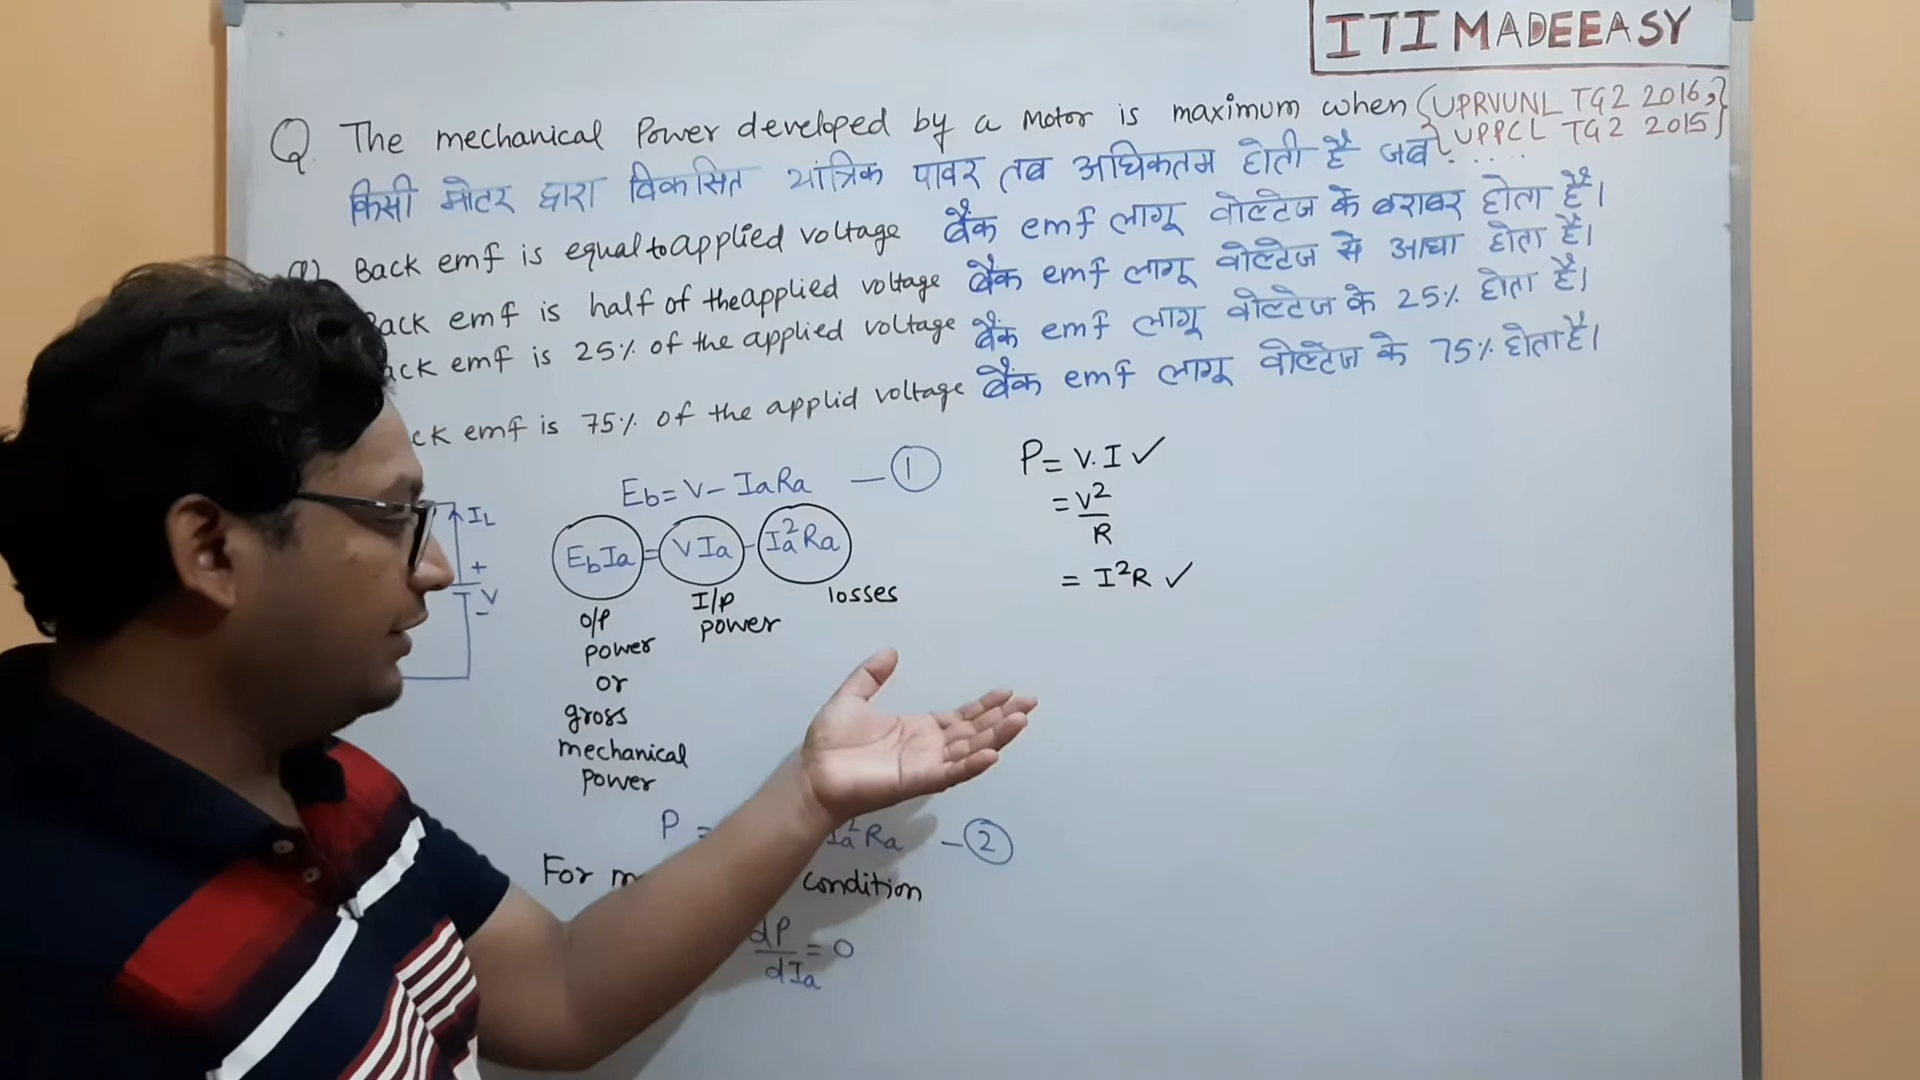 ITI MADEEASY
Q. The mechanical Power developed by a motor is maximum when {UPRVUNL TG2 2016,}
UPPCL TG2 2015}
किसी मोटर द्वारा विकसित यांत्रिक पावर तब अधिकतम होती है जब.....
a) Back emf is equal to applied voltage बैक emf लागू वोल्टेज के बराबर होता है।
Back emf is half of the applied voltage बैक emf लागू वोल्टेज से आधा होता है।
ack emf is 25% of the applied voltage बैक emf लागू वोल्टेज के 25% होता है।
ck emf is 75% of the applid voltage बैक emf लागू वोल्टेज के 75% होता है।
Eb = V - IaRa — 1
EbIa = VIa - Ia²Ra
o/p power or gross mechanical power
I/P power
losses
IL
+
V
-
P = V.I ✓
= V²/R
= I²R ✓
P = Ia²Ra — 2
For condition
dP/dIa = 0